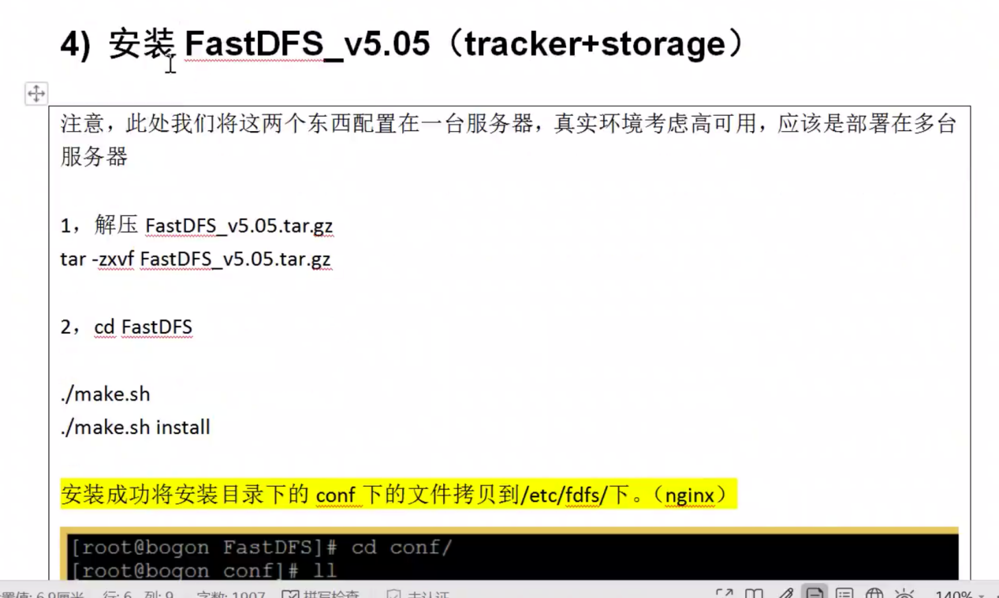 4) 安装 FastDFS_v5.05（tracker+storage）
注意，此处我们将这两个东西配置在一台服务器，真实环境考虑高可用，应该是部署在多台
服务器
1，解压 FastDFS_v5.05.tar.gz
tar -zxvf FastDFS_v5.05.tar.gz
2，cd FastDFS
./make.sh
./make.sh install
安装成功将安装目录下的 conf 下的文件拷贝到/etc/fdfs/下。（nginx）
[root@bogon FastDFS]# cd conf/
[root@bogon conf]# ll
置值: 6.9厘米 行: 6 列: 9 字数: 1907 拼写检查 未认证 140%